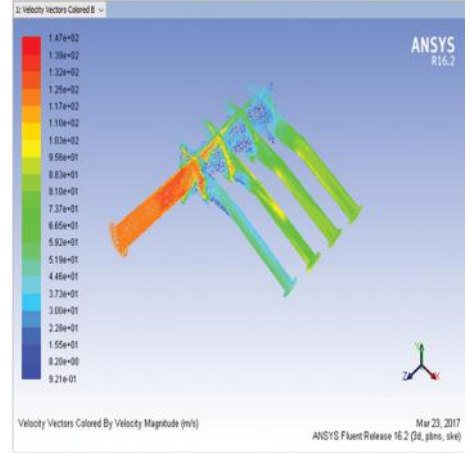 1: Velocity Vectors Colored B
ANSYS
R16.2
1.47e+02
1.39e+02
1.32e+02
1.25e+02
1.17e+02
1.10e+02
1.03e+02
9.56e+01
8.83e+01
8.10e+01
7.37e+01
6.65e+01
5.92e+01
5.19e+01
4.46e+01
3.73e+01
3.00e+01
2.28e+01
1.55e+01
8.20e+00
9.21e-01
Y
Z
X
Velocity Vectors Colored By Velocity Magnitude (m/s)
Mar 23, 2017
ANSYS Fluent Release 16.2 (3d, pbns, ske)